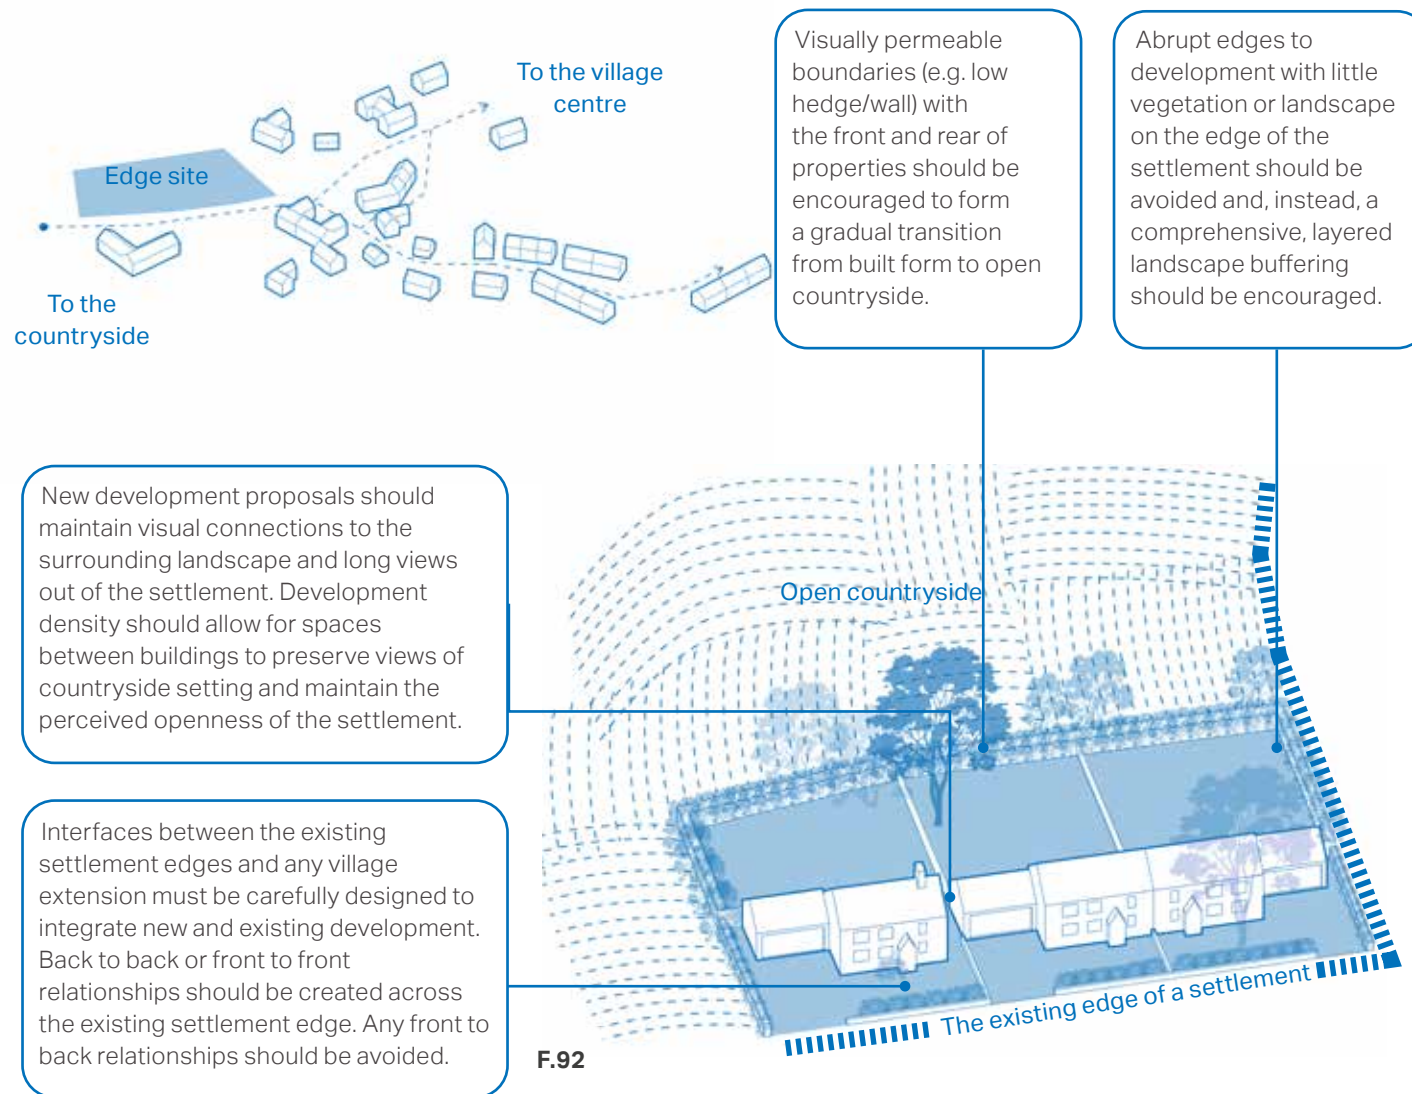 To the village
centre
Edge site
To the
countryside
Visually permeable
boundaries (e.g. low
hedge/wall) with
the front and rear of
properties should be
encouraged to form
a gradual transition
from built form to open
countryside.
Abrupt edges to
development with little
vegetation or landscape
on the edge of the
settlement should be
avoided and, instead, a
comprehensive, layered
landscape buffering
should be encouraged.
New development proposals should
maintain visual connections to the
surrounding landscape and long views
out of the settlement. Development
density should allow for spaces
between buildings to preserve views of
countryside setting and maintain the
perceived openness of the settlement.
Open countryside
Interfaces between the existing
settlement edges and any village
extension must be carefully designed to
integrate new and existing development.
Back to back or front to front
relationships should be created across
the existing settlement edge. Any front to
back relationships should be avoided.
The existing edge of a settlement
F.92